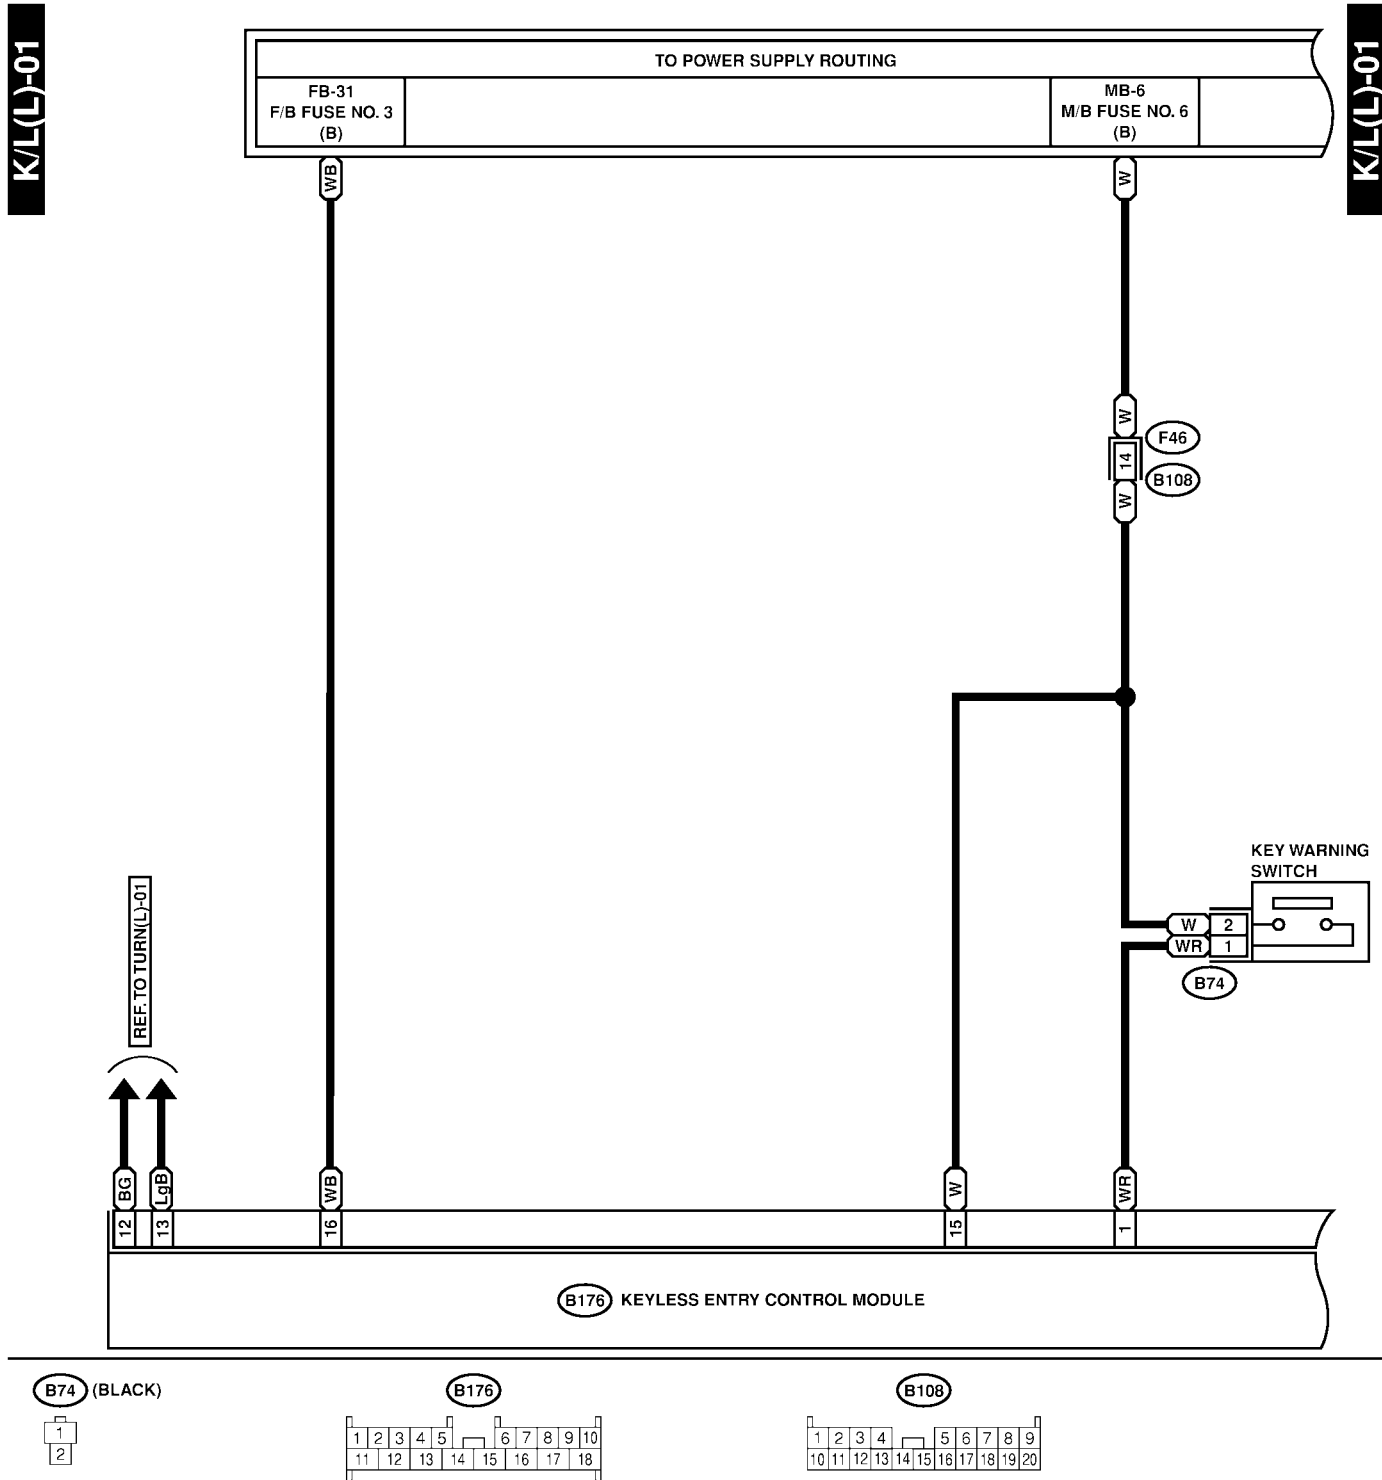 K/L(L)-01
K/L(L)-01
TO POWER SUPPLY ROUTING
FB-31
F/B FUSE NO. 3
(B)
MB-6
M/B FUSE NO. 6
(B)
WB
W
W
14
F46
B108
W
KEY WARNING
SWITCH
W 2
WR 1
B74
REF. TO TURN(L)-01
BG
LgB
WB
W
WR
12
13
16
15
1
B176 KEYLESS ENTRY CONTROL MODULE
B74 (BLACK)
1
2
B176
1 2 3 4 5 6 7 8 9 10
11 12 13 14 15 16 17 18
B108
1 2 3 4 5 6 7 8 9
10 11 12 13 14 15 16 17 18 19 20